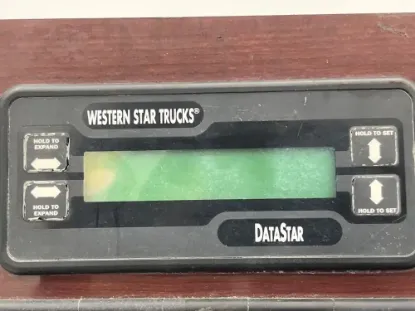 WESTERN STAR TRUCKS®
HOLD TO
EXPAND
HOLD TO SET
HOLD TO
EXPAND
HOLD TO SET
DATASTAR